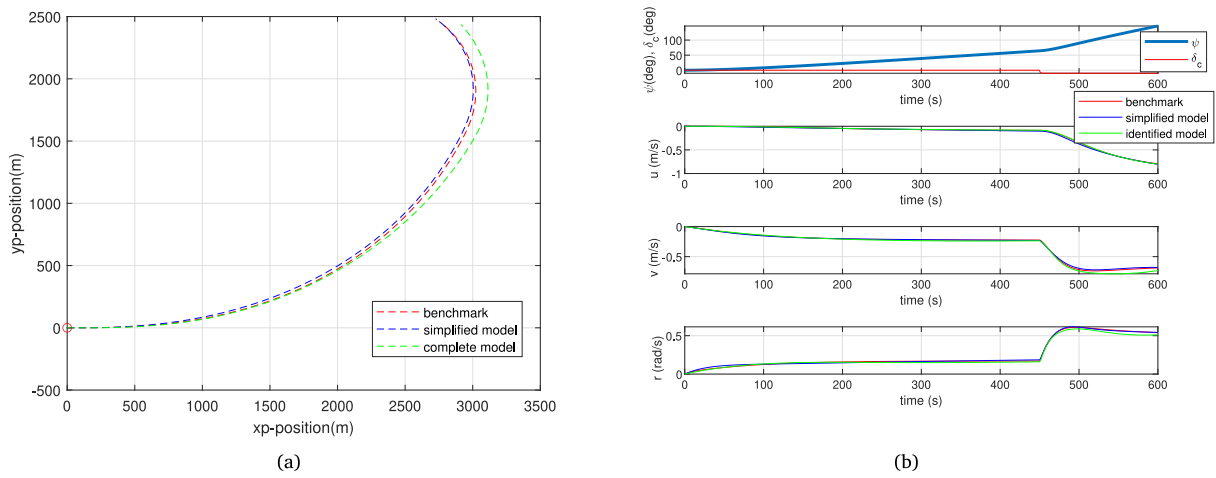 2500
2000
1500
1000
500
0
-500
yp-position(m)
0 500 1000 1500 2000 2500 3000 3500
xp-position(m)
benchmark
simplified model
complete model
(a)
100
50
0
ψ(deg), δc(deg)
0 100 200 300 400 500 600
time (s)
ψ
δc
benchmark
simplified model
identified model
0
-0.5
-1
u (m/s)
0 100 200 300 400 500 600
time (s)
0
-0.5
v (m/s)
0 100 200 300 400 500 600
time (s)
0.5
0
r (rad/s)
0 100 200 300 400 500 600
time (s)
(b)